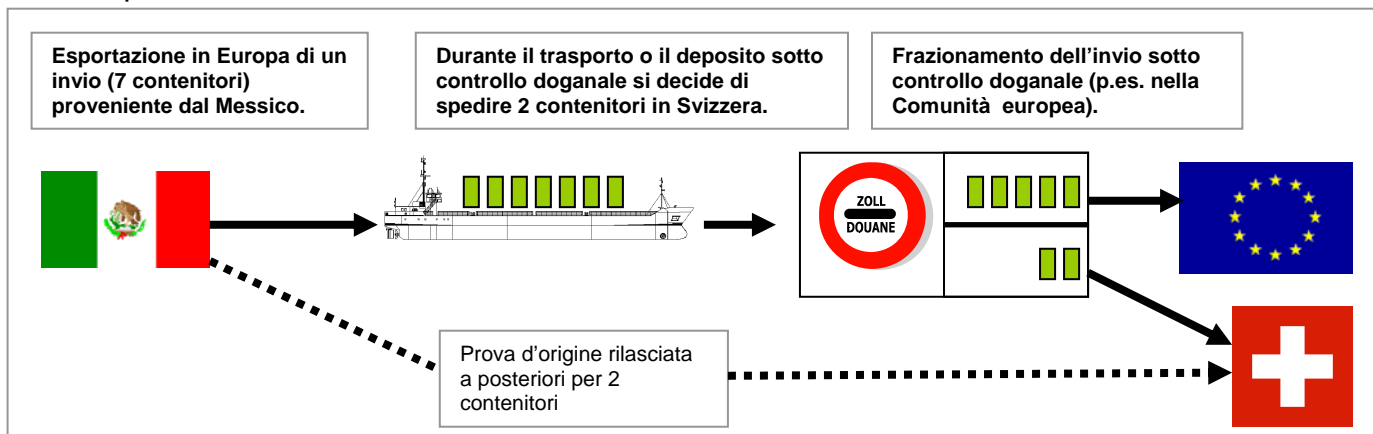 Esportazione in Europa di un
invio (7 contenitori)
proveniente dal Messico.
Durante il trasporto o il deposito sotto
controllo doganale si decide di
spedire 2 contenitori in Svizzera.
Frazionamento dell’invio sotto
controllo doganale (p.es. nella
Comunità europea).
ZOLL
DOUANE
Prova d'origine rilasciata
a posteriori per 2
contenitori